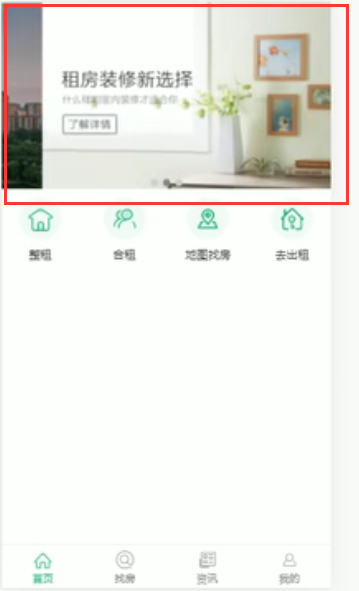 租房装修新选择
什么样的室内装修才适合你
了解详情
整租
合租
地图找房
去出租
首页
找房
资讯
我的